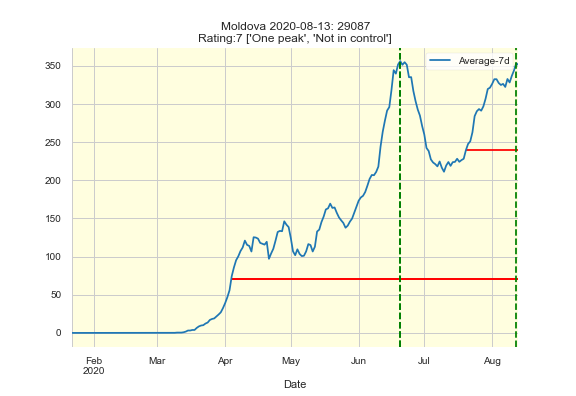 Moldova 2020-08-13: 29087
Rating:7 ['One peak', 'Not in control']
Average-7d
350
300
250
200
150
100
50
0
Feb Mar Apr May Jun Jul Aug
2020
Date